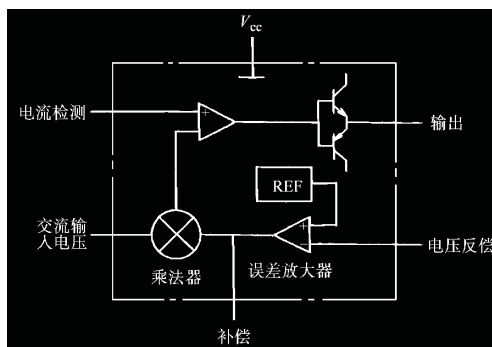 Vcc
电流检测
+
输出
REF
交流输
入电压
+
−
电压反偿
乘法器
误差放大器
补偿